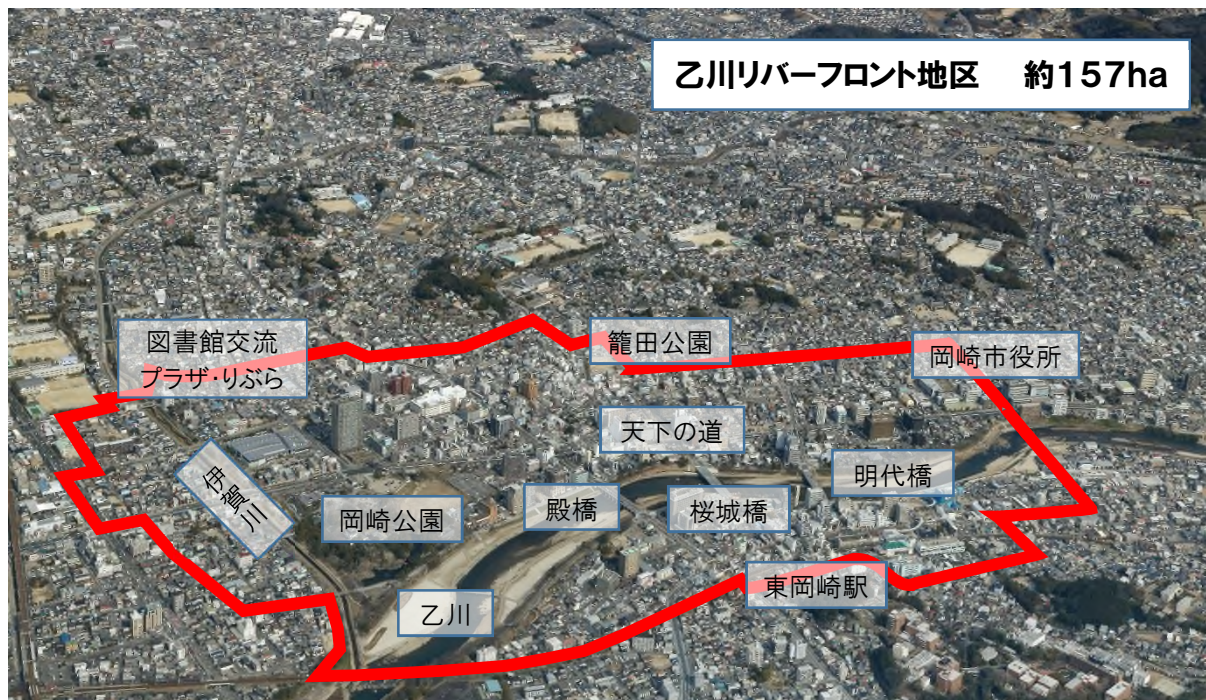 乙川リバーフロント地区　約157ha
図書館交流
プラザ・りぶら
籠田公園
岡崎市役所
天下の道
明代橋
伊賀川
岡崎公園
殿橋
桜城橋
東岡崎駅
乙川